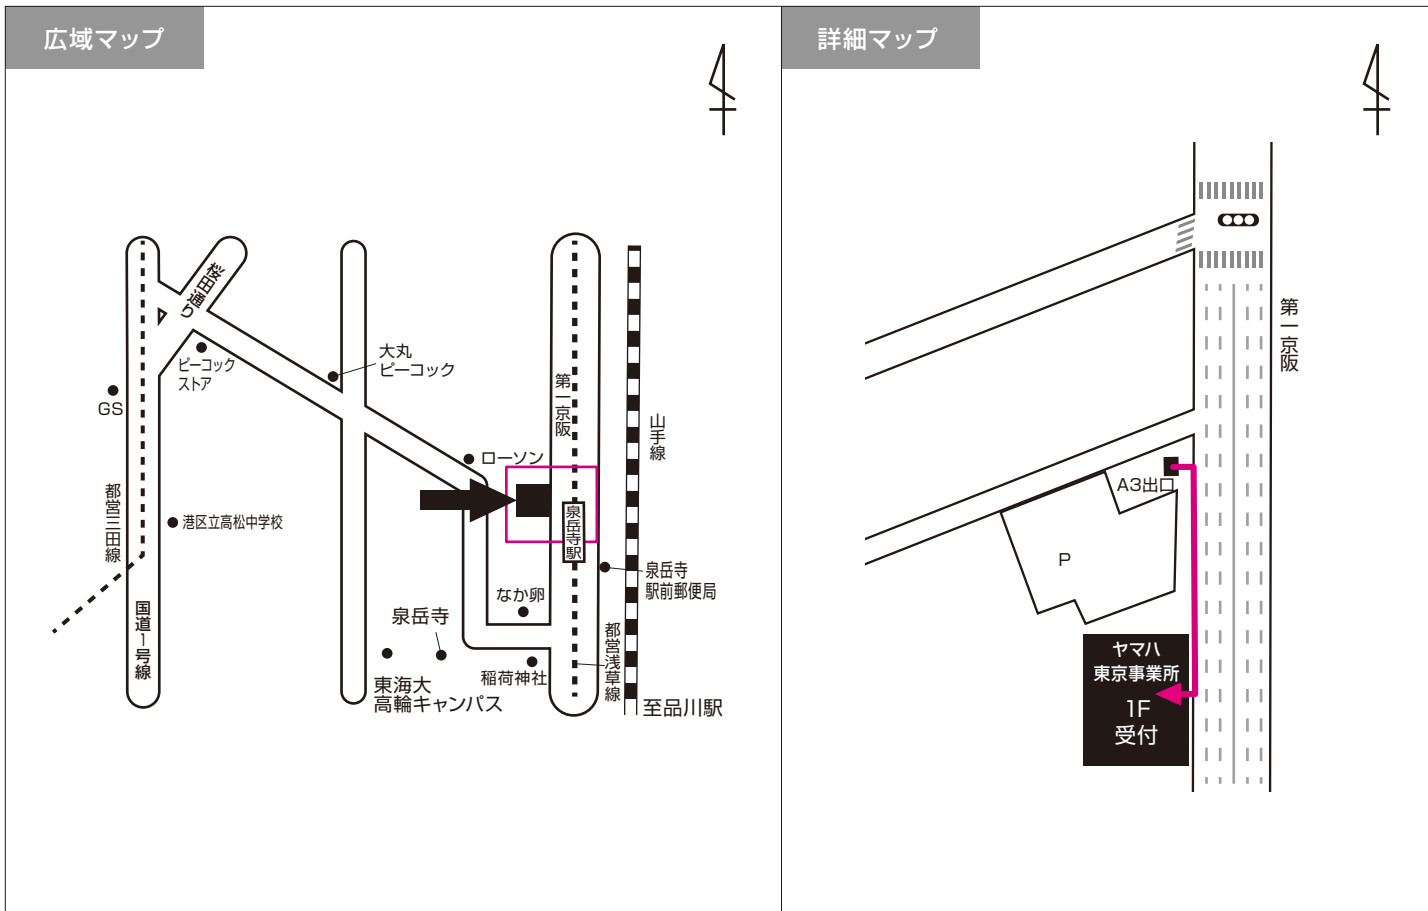 広域マップ
桜田通り
ピーコック
ストア
GS
大丸
ピーコック
第一京阪
山手線
ローソン
都営三田線
港区立高松中学校
泉岳寺駅
泉岳寺
駅前郵便局
なか卯
国道1号線
泉岳寺
都営浅草線
稲荷神社
東海大
高輪キャンパス
至品川駅
詳細マップ
第一京阪
A3出口
P
ヤマハ
東京事業所
1F
受付